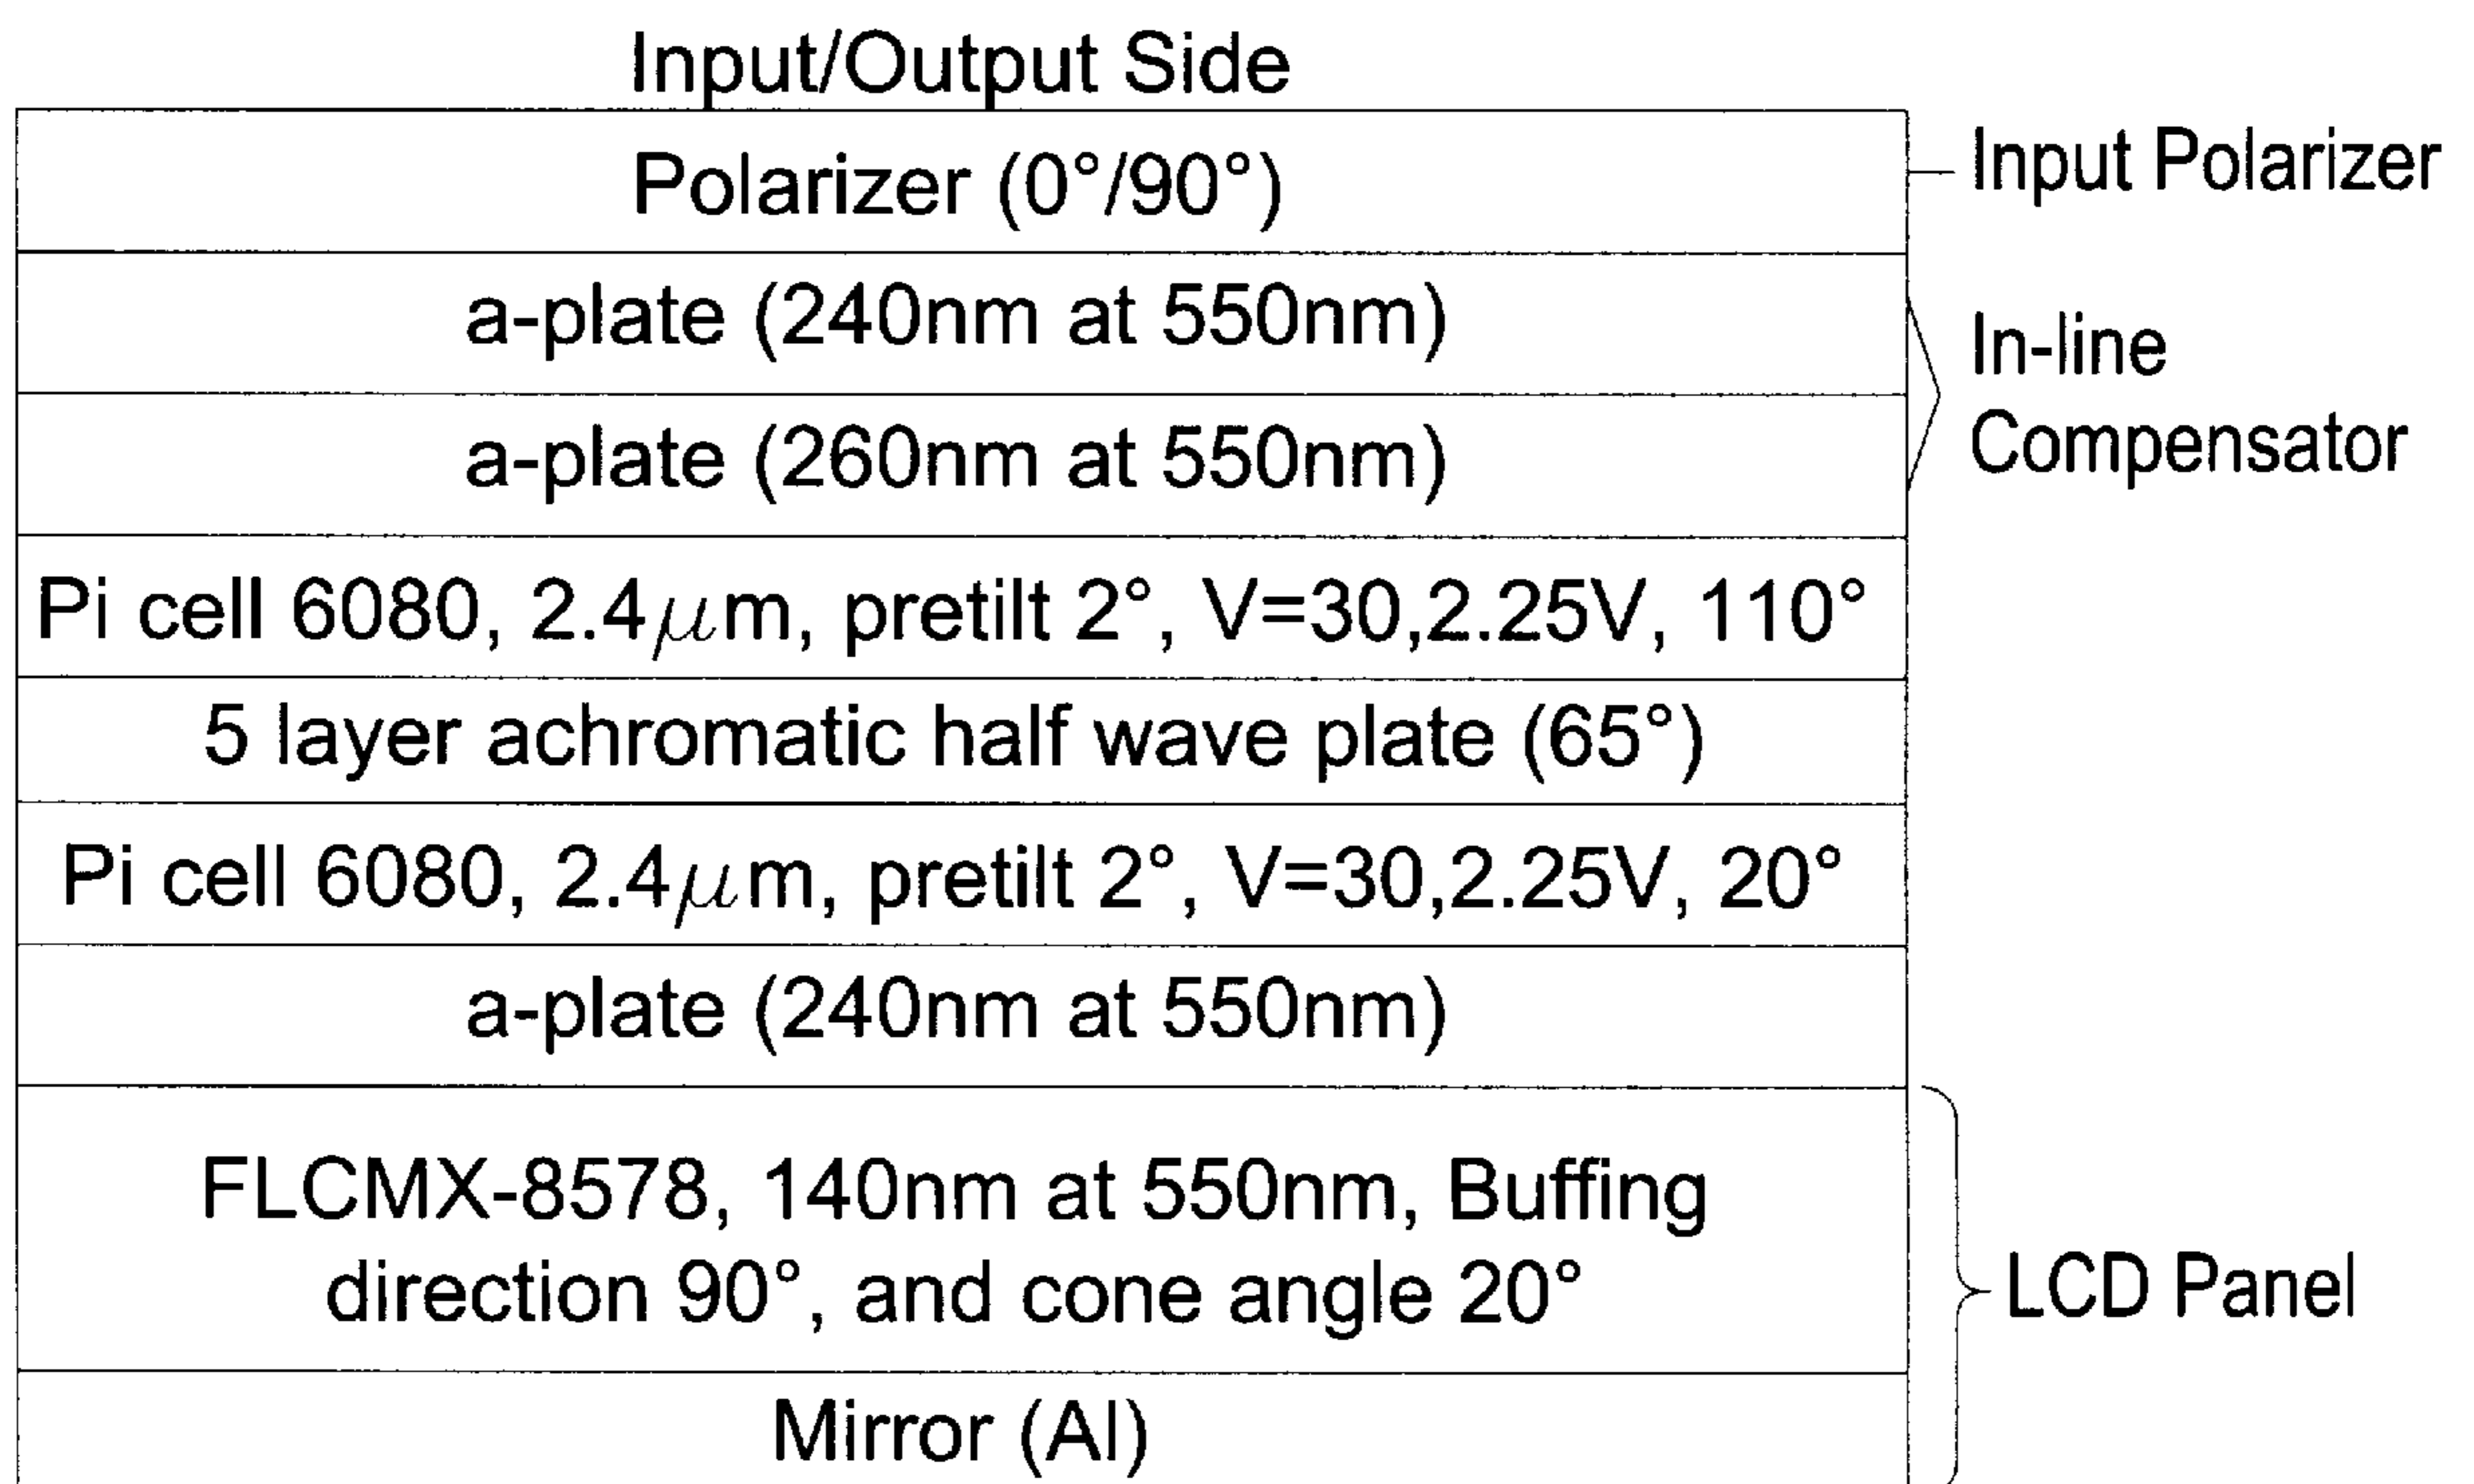 Input/Output Side
Polarizer (0°/90°)
Input Polarizer
a-plate (240nm at 550nm)
In-line
Compensator
a-plate (260nm at 550nm)
Pi cell 6080, 2.4μm, pretilt 2°, V=30,2.25V, 110°
5 layer achromatic half wave plate (65°)
Pi cell 6080, 2.4μm, pretilt 2°, V=30,2.25V, 20°
a-plate (240nm at 550nm)
FLCMX-8578, 140nm at 550nm, Buffing
direction 90°, and cone angle 20°
LCD Panel
Mirror (Al)